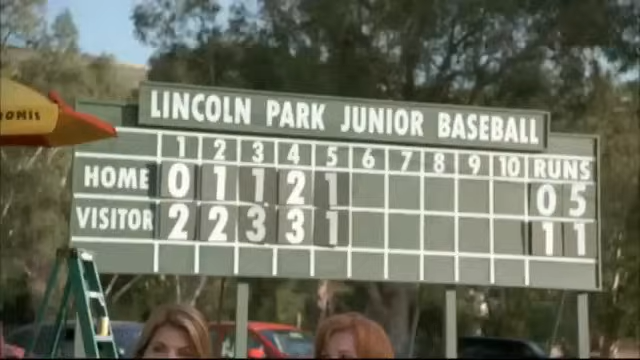 OMIS
LINCOLN PARK JUNIOR BASEBALL
1 2 3 4 5 6 7 8 9 10 RUNS
HOME 0 1 1 2 1 0 5
VISITOR 2 2 3 3 1 1 1